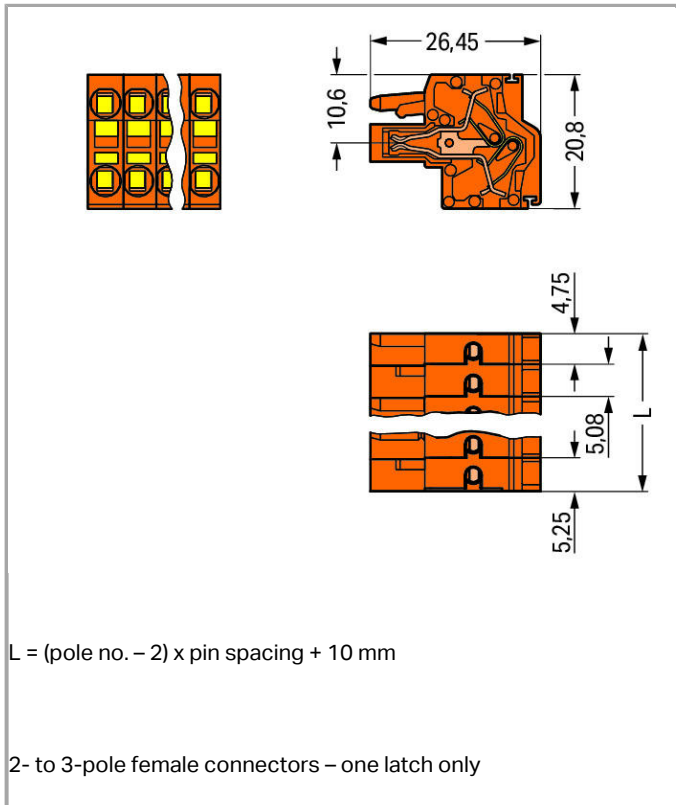 26,45
10,6
20,8
4,75
5,08
L
5,25
L = (pole no. – 2) x pin spacing + 10 mm
2- to 3-pole female connectors – one latch only